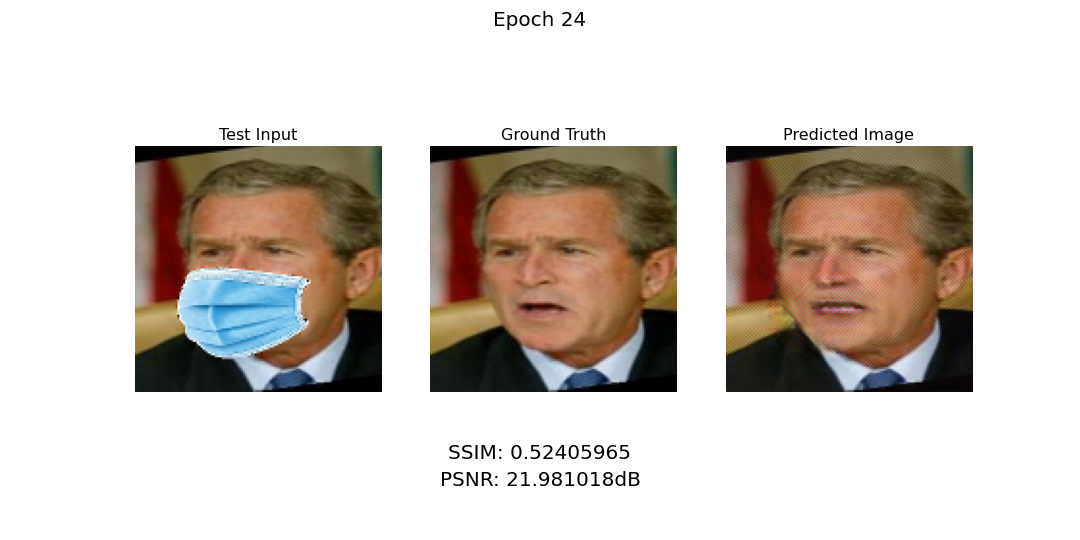 Epoch 24
Test Input
Ground Truth
Predicted Image
SSIM: 0.52405965
PSNR: 21.981018dB